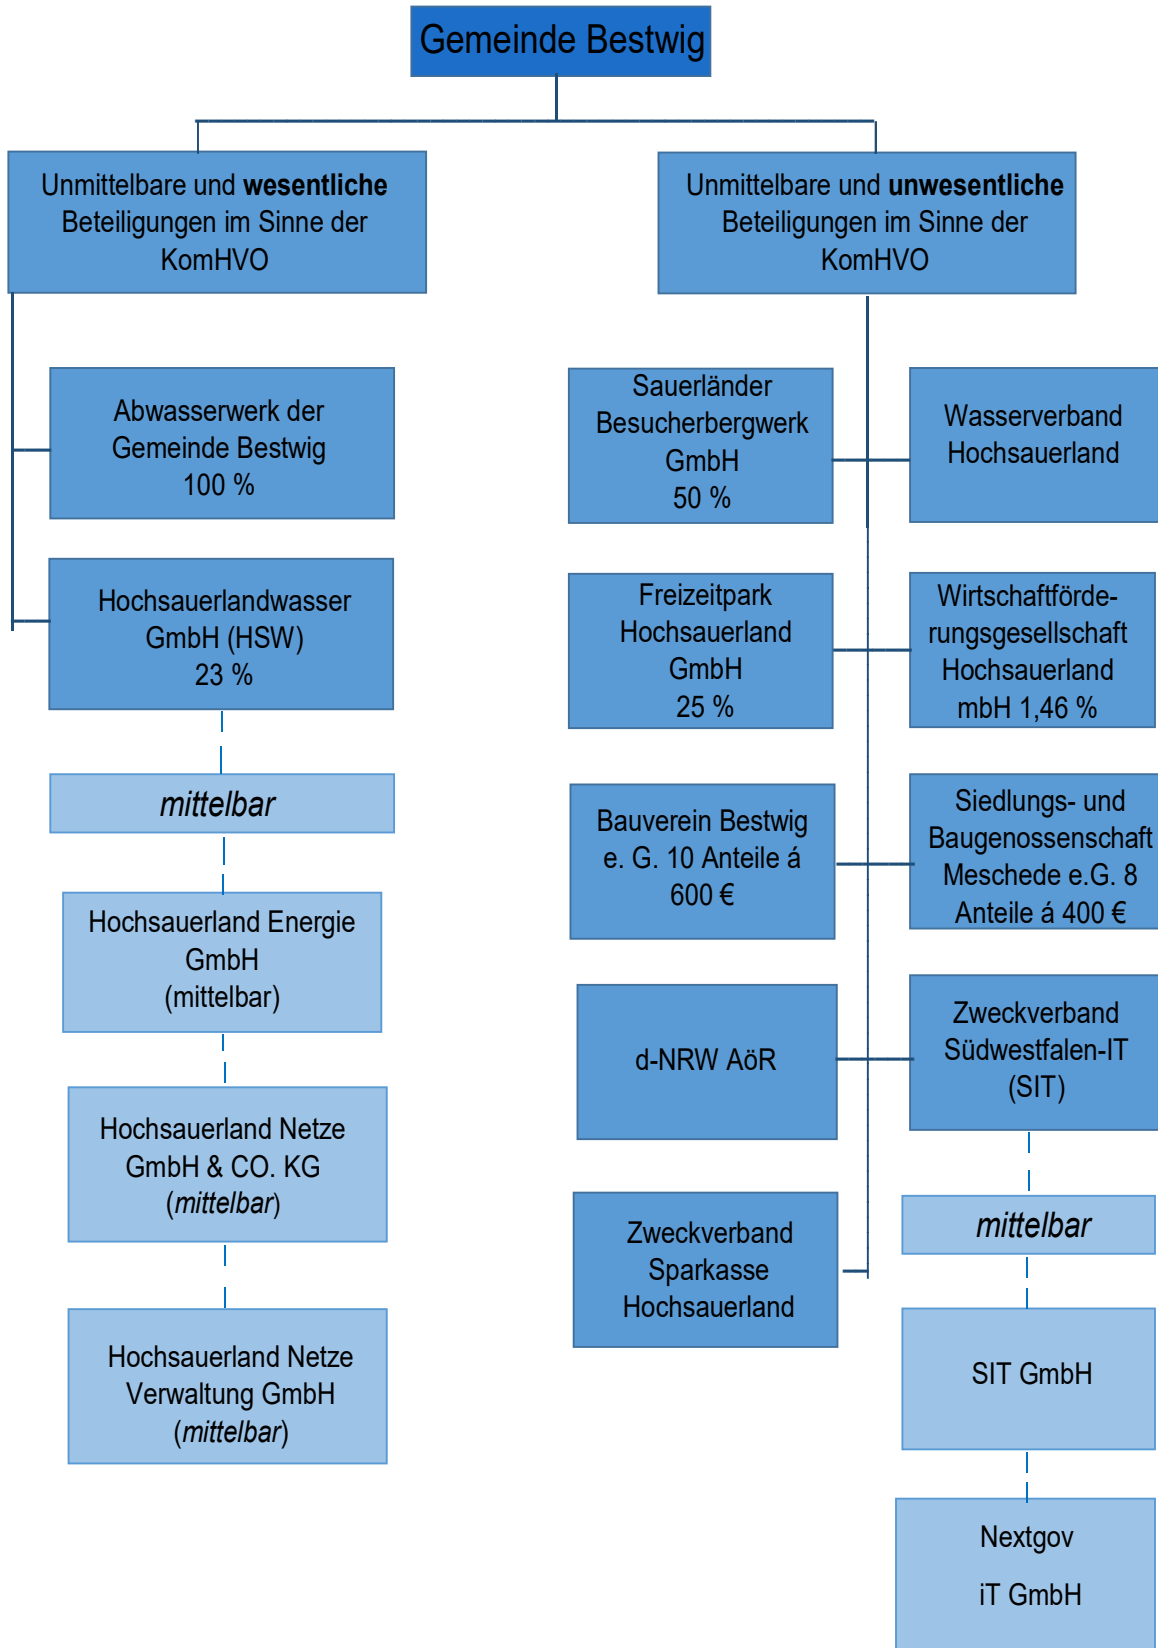 Gemeinde Bestwig
Unmittelbare und wesentliche
Beteiligungen im Sinne der
KomHVO
Abwasserwerk der
Gemeinde Bestwig
100 %
Hochsauerlandwasser
GmbH (HSW)
23 %
mittelbar
Hochsauerland Energie
GmbH
(mittelbar)
Hochsauerland Netze
GmbH & CO. KG
(mittelbar)
Hochsauerland Netze
Verwaltung GmbH
(mittelbar)
Unmittelbare und unwesentliche
Beteiligungen im Sinne der
KomHVO
Sauerländer
Besucherbergwerk
GmbH
50 %
Wasserverband
Hochsauerland
Freizeitpark
Hochsauerland
GmbH
25 %
Wirtschaftförde-
rungsgesellschaft
Hochsauerland
mbH 1,46 %
Bauverein Bestwig
e. G. 10 Anteile á
600 €
Siedlungs- und
Baugenossenschaft
Meschede e.G. 8
Anteile á 400 €
d-NRW AöR
Zweckverband
Südwestfalen-IT
(SIT)
Zweckverband
Sparkasse
Hochsauerland
mittelbar
SIT GmbH
Nextgov
iT GmbH